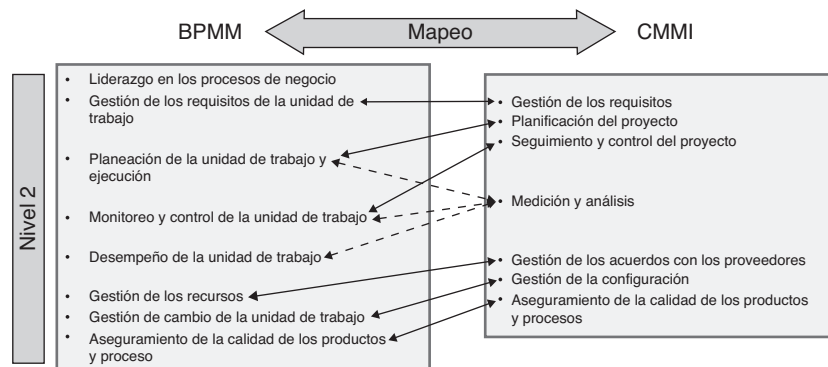 BPMM
Mapeo
CMMI
Nivel 2
• Liderazgo en los procesos de negocio
• Gestión de los requisitos de la unidad de
trabajo
• Planeación de la unidad de trabajo y
ejecución
• Monitoreo y control de la unidad de trabajo
• Desempeño de la unidad de trabajo
• Gestión de los recursos
• Gestión de cambio de la unidad de trabajo
• Aseguramiento de la calidad de los productos
y proceso
• Gestión de los requisitos
• Planificación del proyecto
• Seguimiento y control del proyecto
• Medición y análisis
• Gestión de los acuerdos con los proveedores
• Gestión de la configuración
• Aseguramiento de la calidad de los productos
y procesos